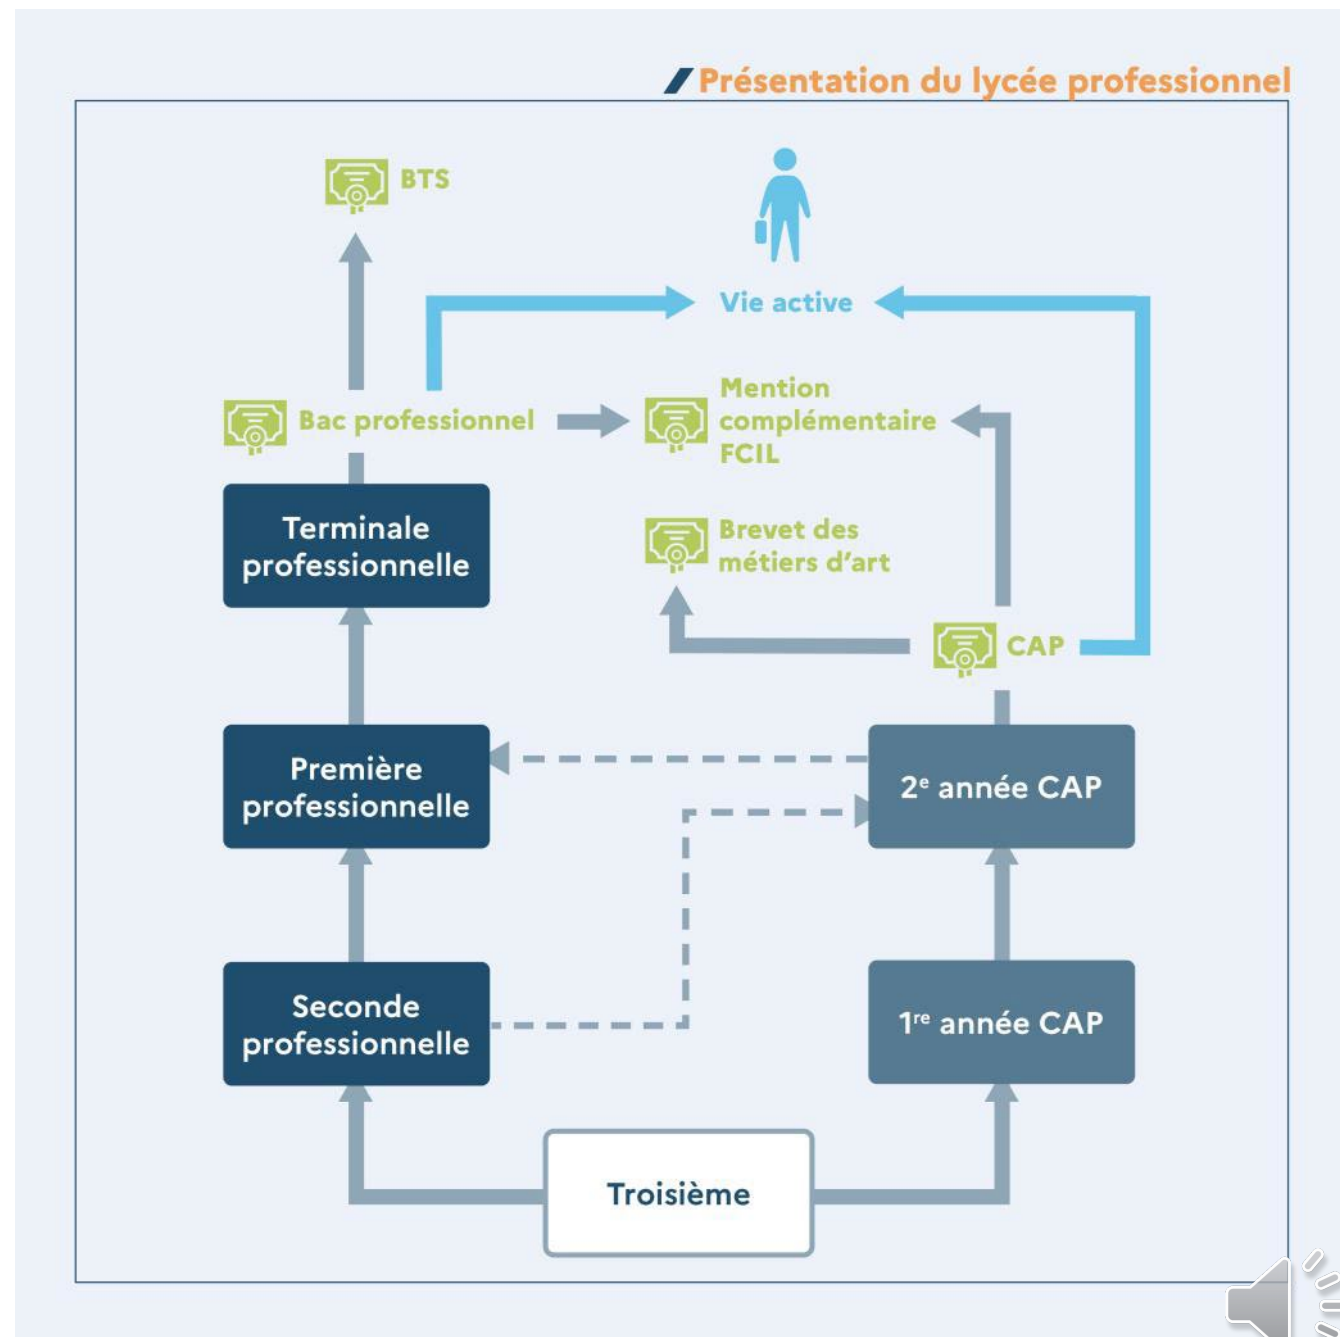 Présentation du lycée professionnel
BTS
Vie active
Bac professionnel
Mention
complémentaire
FCIL
Terminale
professionnelle
Brevet des
métiers d'art
CAP
Première
professionnelle
2e année CAP
Seconde
professionnelle
1re année CAP
Troisième